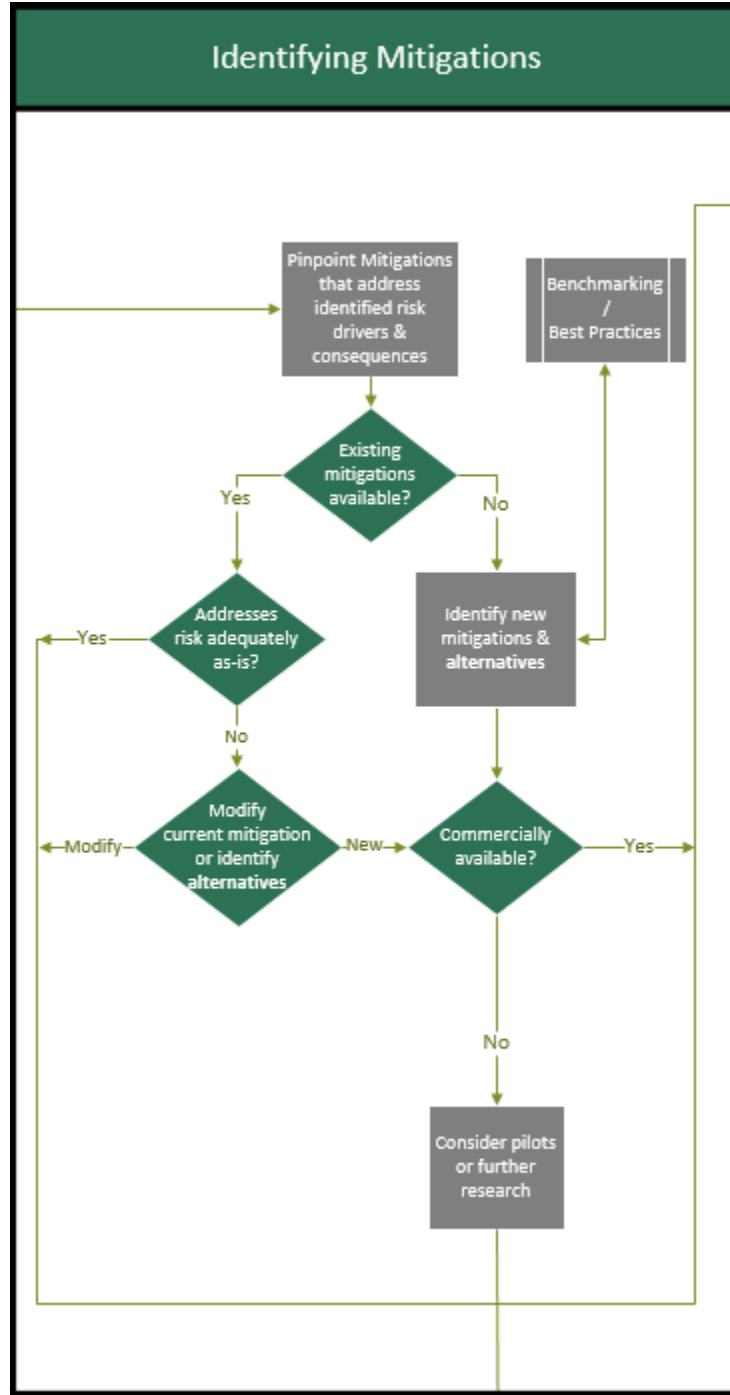 Identifying Mitigations
Pinpoint Mitigations
that address
identified risk
drivers &
consequences
Benchmarking
/
Best Practices
Existing
mitigations
available?
Yes
No
Addresses
risk adequately
as-is?
Yes
Identify new
mitigations &
alternatives
No
Modify
current mitigation
or identify
alternatives
Modify
New
Commercially
available?
Yes
No
Consider pilots
or further
research